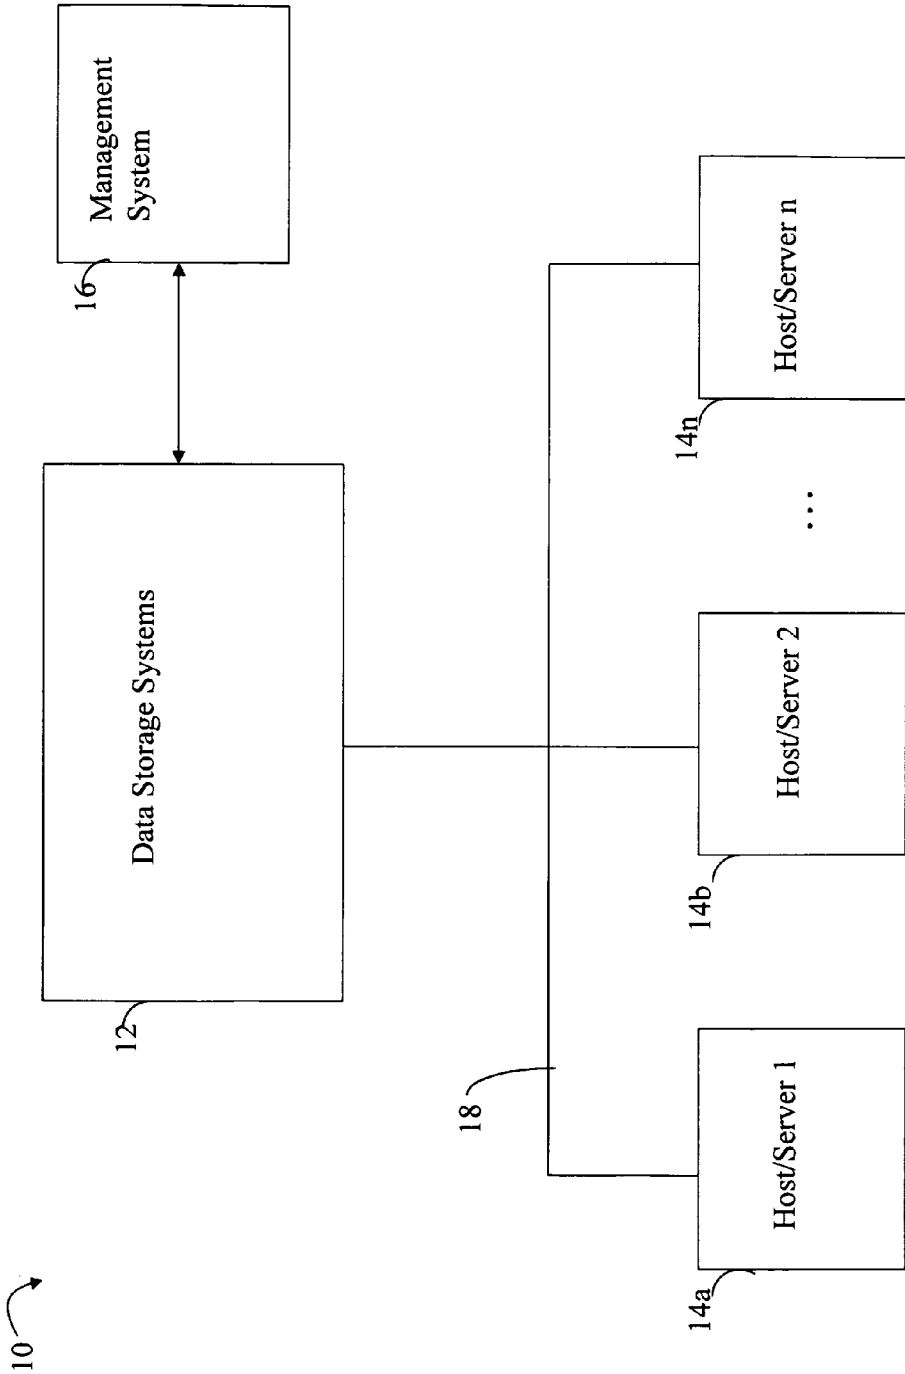 10
12
Data Storage Systems
16
Management
System
18
14a
Host/Server 1
14b
Host/Server 2
...
14n
Host/Server n